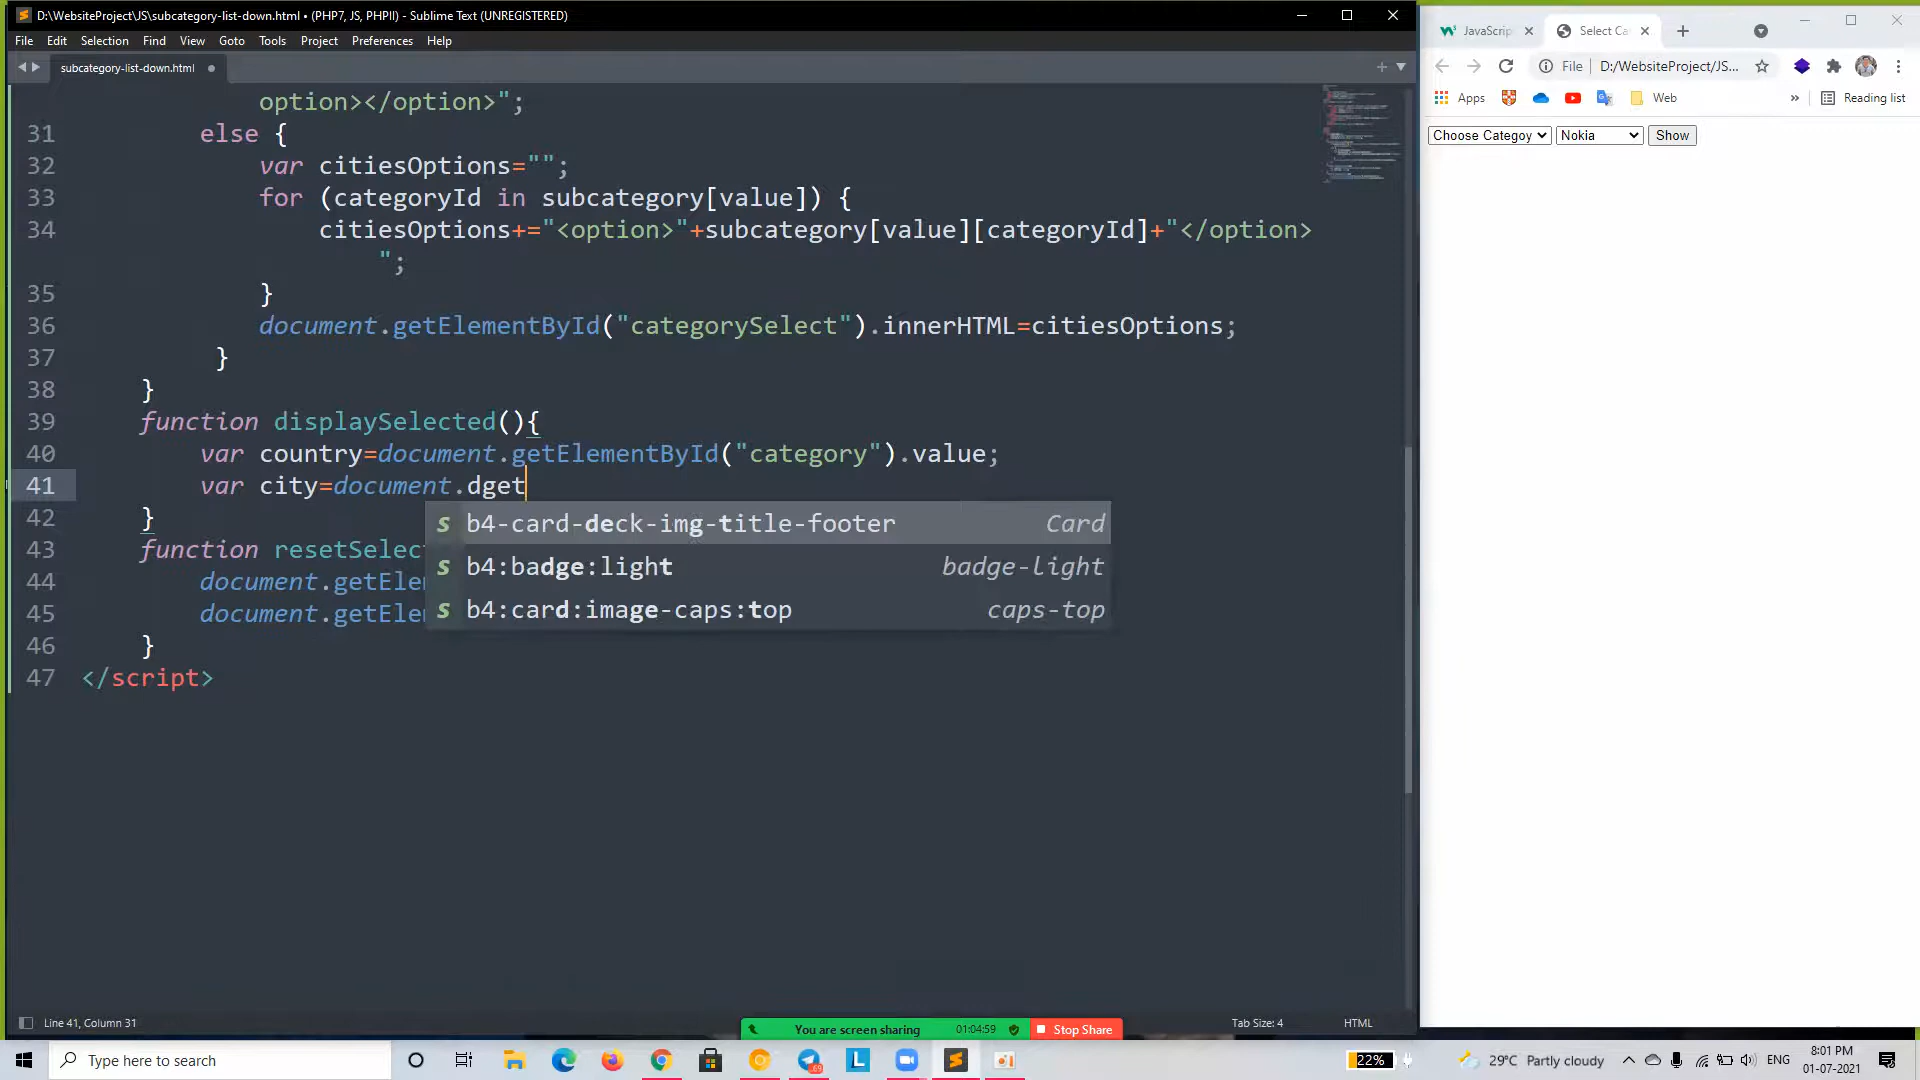 D:\WebsiteProject\JS\subcategory-list-down.html • (PHP7, JS, PHPII) - Sublime Text (UNREGISTERED)
File Edit Selection Find View Goto Tools Project Preferences Help
subcategory-list-down.html
option></option>";
31 else {
32 var citiesOptions="";
33 for (categoryId in subcategory[value]) {
34 citiesOptions+="<option>"+subcategory[value][categoryId]+"</option>
";
35 }
36 document.getElementById("categorySelect").innerHTML=citiesOptions;
37 }
38 }
39 function displaySelected(){
40 var country=document.getElementById("category").value;
41 var city=document.dget
s b4-card-deck-img-title-footer Card
42 }
43 function resetSelec
s b4:badge:light badge-light
44 document.getEle
s b4:card:image-caps:top caps-top
45 document.getEle
46 }
47 </script>
Line 41, Column 31
Tab Size: 4 HTML
JavaScrip
Select Ca
File D:/WebsiteProject/JS...
Apps Web » Reading list
Choose Categoy Nokia Show
You are screen sharing 01:04:59 Stop Share
Type here to search
69
L
22% 29°C Partly cloudy ENG
8:01 PM
01-07-2021